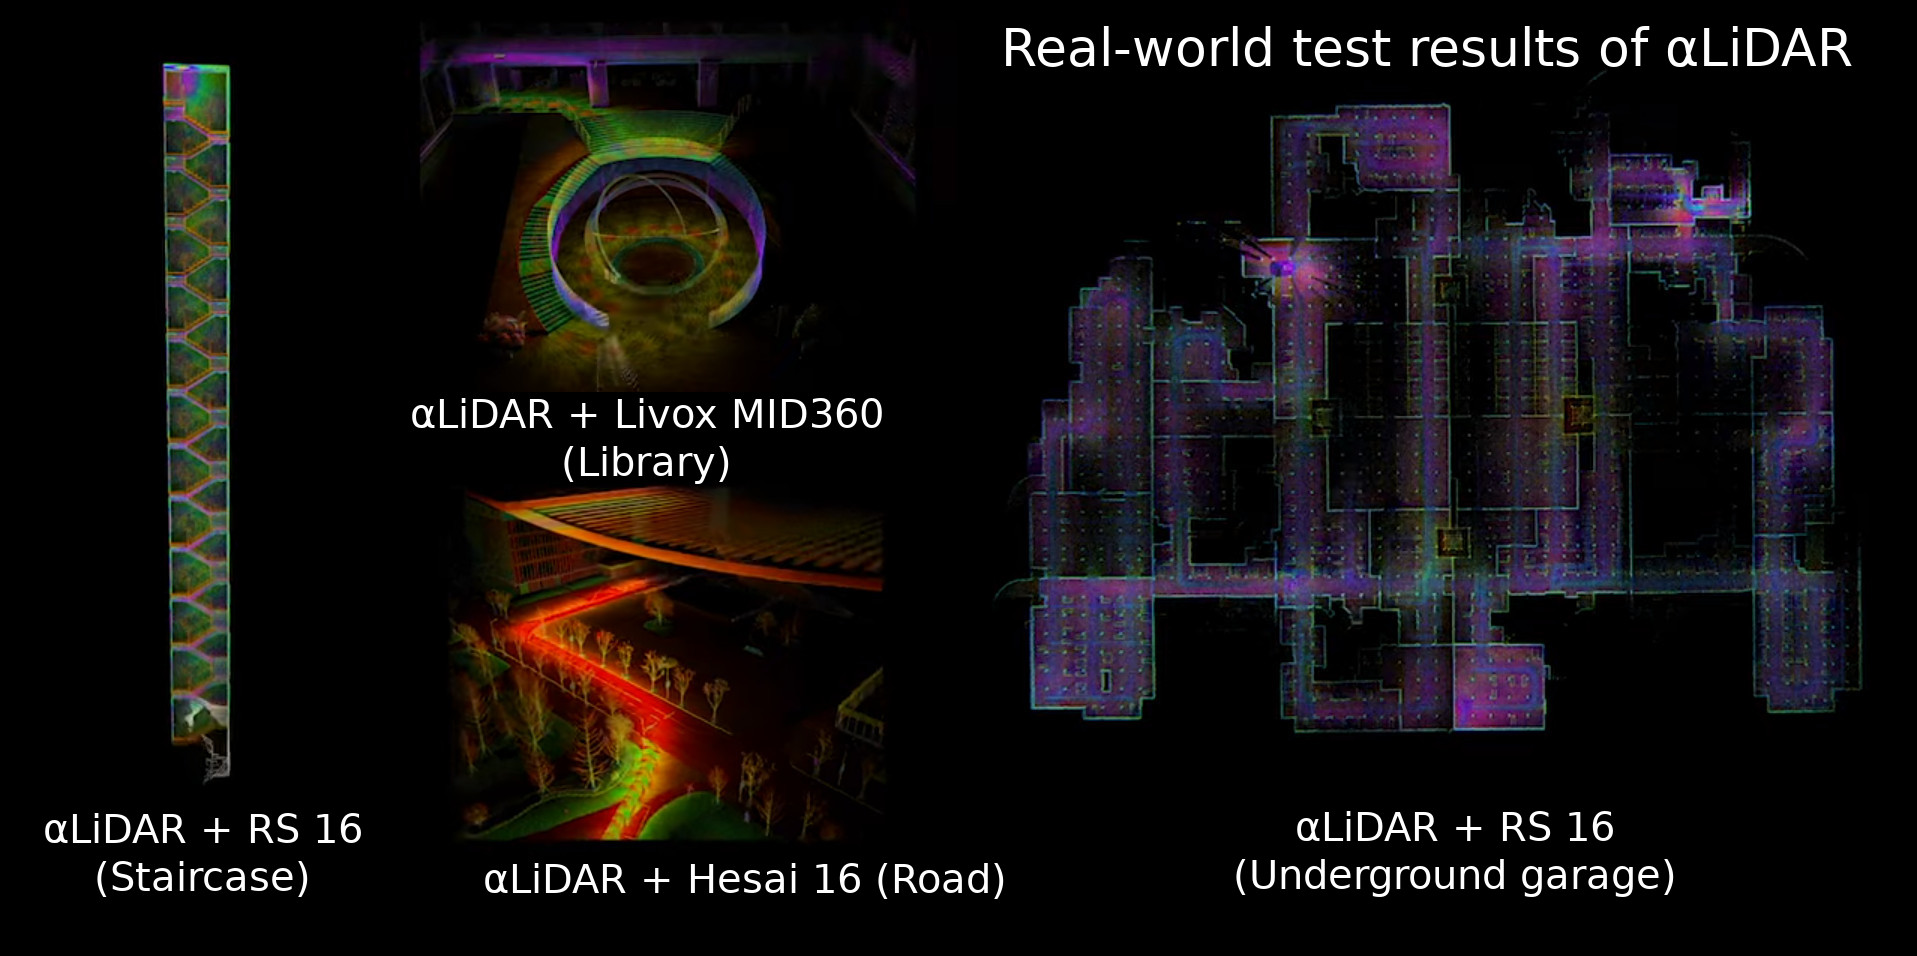 Real-world test results of αLiDAR
αLiDAR + Livox MID360
(Library)
αLiDAR + RS 16
(Staircase)
αLiDAR + Hesai 16 (Road)
αLiDAR + RS 16
(Underground garage)